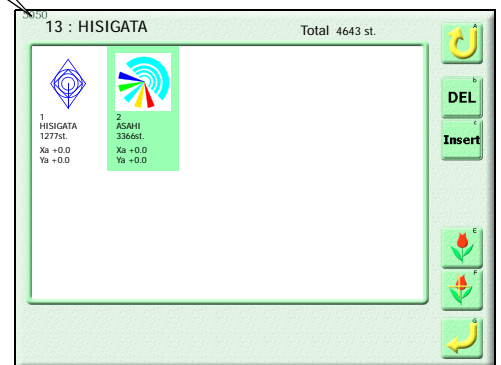 5050
13 : HISIGATA
Total 4643 st.
1
HISIGATA
1277st.
Xa +0.0
Ya +0.0
2
ASAHI
3366st.
Xa +0.0
Ya +0.0
A
b
DEL
c
Insert
E
F
G